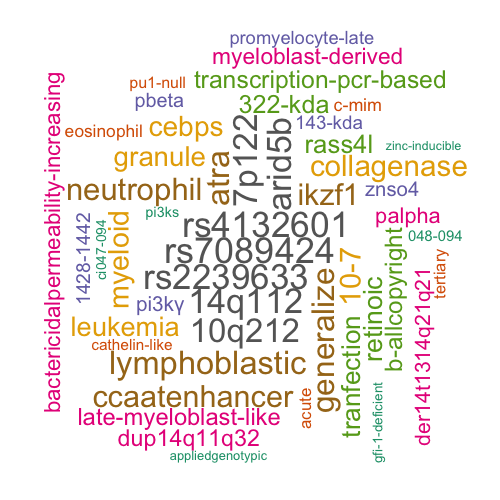 promyelocyte-late
myeloblast-derived
pu1-null
transcription-pcr-based
pbeta
322-kda
c-mim
eosinophil
cebps
143-kda
rass4l
zinc-inducible
granule
atra
7p122
arid5b
collagenase
neutrophil
ikzf1
znso4
bactericidalpermeability-increasing
1428-1442
ci047-094
myeloid
pi3ks
rs4132601
palpha
048-094
tertiary
rs7089424
rs2239633
10-7
retinoic
b-allcopyright
der14t1314q21q21
pi3kγ
14q112
leukemia
10q212
generalize
tranfection
cathelin-like
lymphoblastic
ccaatenhancer
acute
gfi-1-deficient
late-myeloblast-like
dup14q11q32
appliedgenotypic